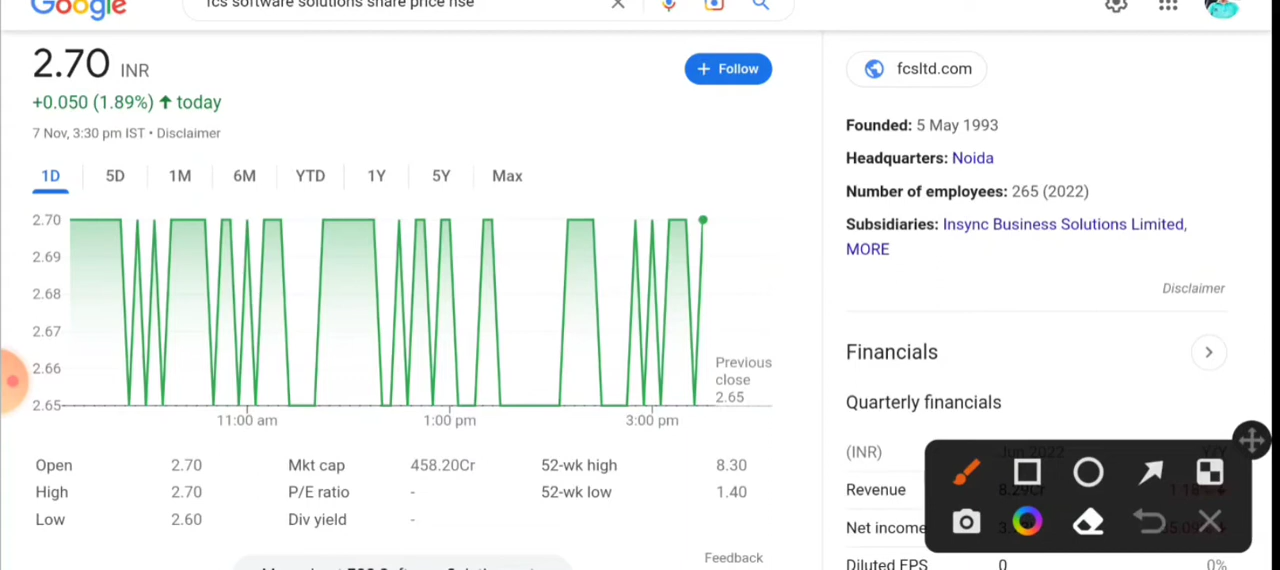 Google
fcs software solutions share price nse
2.70 INR
+ Follow
+0.050 (1.89%) ↑ today
7 Nov, 3:30 pm IST • Disclaimer
1D
5D
1M
6M
YTD
1Y
5Y
Max
2.70
2.69
2.68
2.67
2.66
2.65
Previous
close
2.65
11:00 am
1:00 pm
3:00 pm
Open 2.70 Mkt cap 458.20Cr 52-wk high 8.30
High 2.70 P/E ratio - 52-wk low 1.40
Low 2.60 Div yield -
Feedback
fcsltd.com
Founded: 5 May 1993
Headquarters: Noida
Number of employees: 265 (2022)
Subsidiaries: Insync Business Solutions Limited,
MORE
Disclaimer
Financials
Quarterly financials
(INR) Jun 2022 Y/Y
Revenue 8.29Cr
Net income
Diluted EPS 0 0%